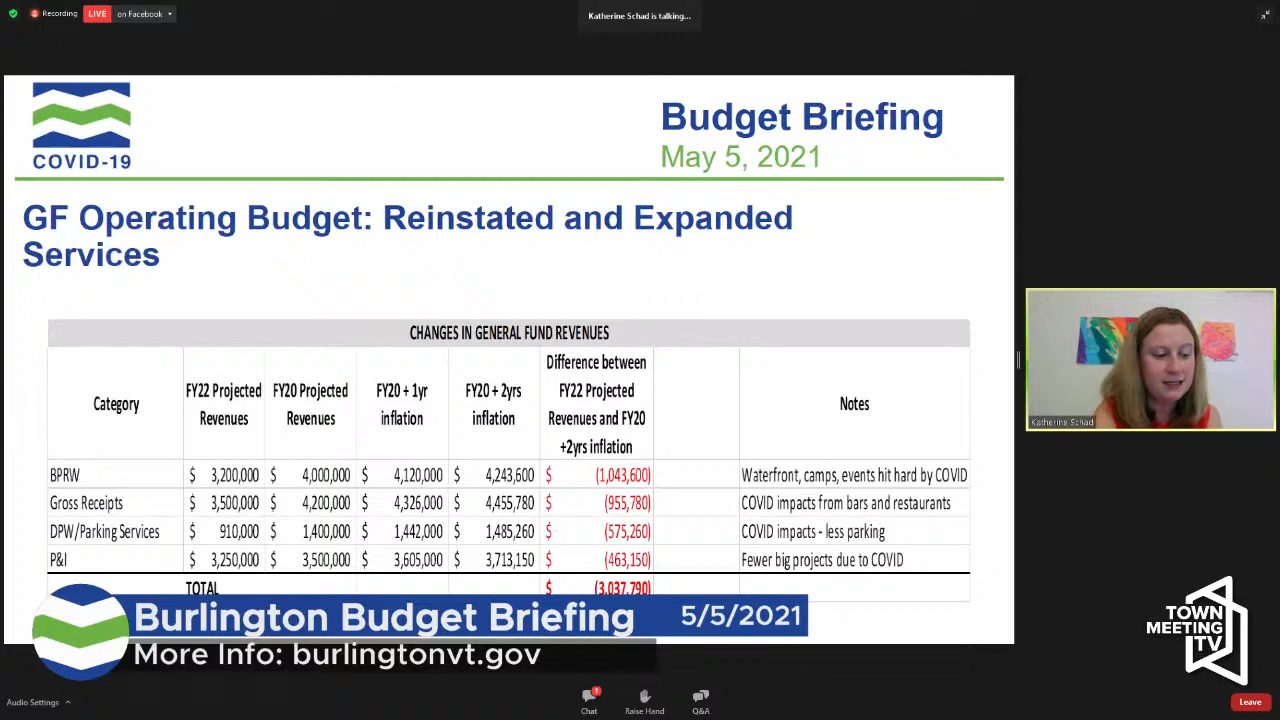 Recording
LIVE
on Facebook
Katherine Schad is talking...
COVID-19
Budget Briefing
May 5, 2021
GF Operating Budget: Reinstated and Expanded
Services
CHANGES IN GENERAL FUND REVENUES
Category FY22 Projected Revenues FY20 Projected Revenues FY20 + 1yr inflation FY20 + 2yrs inflation Difference between FY22 Projected Revenues and FY20 +2yrs inflation Notes
BPRW $ 3,200,000 $ 4,000,000 $ 4,120,000 $ 4,243,600 $ (1,043,600) Waterfront, camps, events hit hard by COVID
Gross Receipts $ 3,500,000 $ 4,200,000 $ 4,326,000 $ 4,455,780 $ (955,780) COVID impacts from bars and restaurants
DPW/Parking Services $ 910,000 $ 1,400,000 $ 1,442,000 $ 1,485,260 $ (575,260) COVID impacts - less parking
P&I $ 3,250,000 $ 3,500,000 $ 3,605,000 $ 3,713,150 $ (463,150) Fewer big projects due to COVID
TOTAL $ (3,037,790)
Katherine Schad
Burlington Budget Briefing 5/5/2021
More Info: burlingtonvt.gov
TOWN
MEETING
TV
Audio Settings
1
Chat
Raise Hand
Q&A
Leave